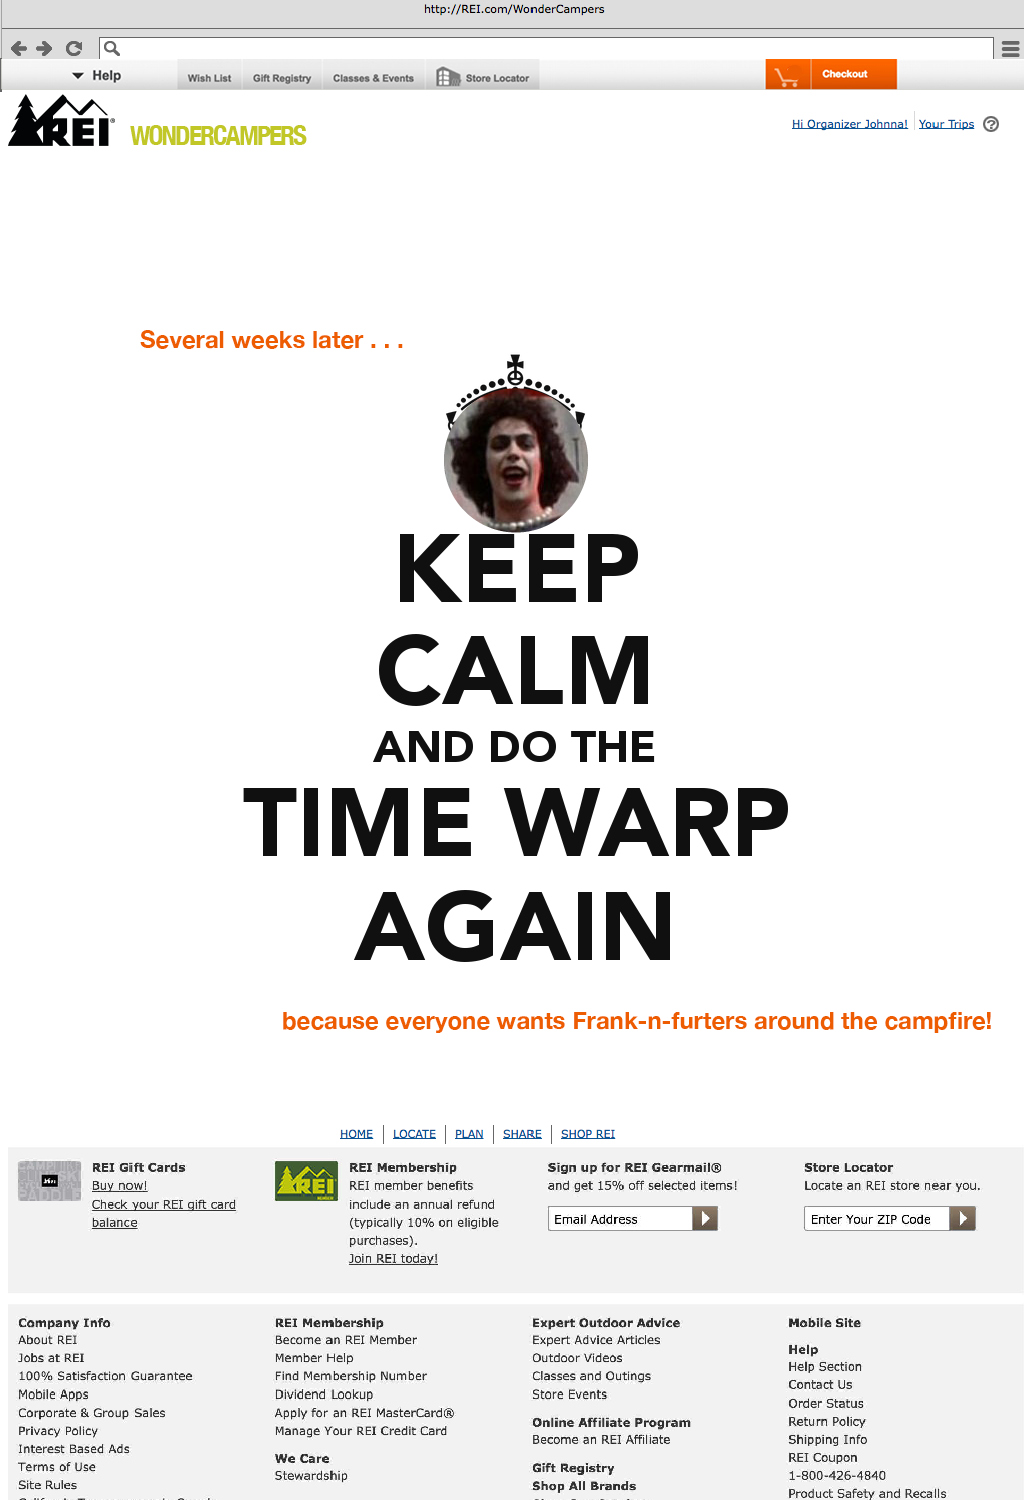 http://REI.com/WonderCampers
Help
Wish List
Gift Registry
Classes & Events
Store Locator
Checkout
REI®
WONDERCAMPERS
Hi Organizer Johnna!
Your Trips
?
Several weeks later . . .
KEEP
CALM
AND DO THE
TIME WARP
AGAIN
because everyone wants Frank-n-furters around the campfire!
HOME
LOCATE
PLAN
SHARE
SHOP REI
REI Gift Cards
Buy now!
Check your REI gift card
balance
REI
REI Membership
REI member benefits
include an annual refund
(typically 10% on eligible
purchases).
Join REI today!
Sign up for REI Gearmail®
and get 15% off selected items!
Email Address
Store Locator
Locate an REI store near you.
Enter Your ZIP Code
Company Info
About REI
Jobs at REI
100% Satisfaction Guarantee
Mobile Apps
Corporate & Group Sales
Privacy Policy
Interest Based Ads
Terms of Use
Site Rules
REI Membership
Become an REI Member
Member Help
Find Membership Number
Dividend Lookup
Apply for an REI MasterCard®
Manage Your REI Credit Card
We Care
Stewardship
Expert Outdoor Advice
Expert Advice Articles
Outdoor Videos
Classes and Outings
Store Events
Online Affiliate Program
Become an REI Affiliate
Gift Registry
Shop All Brands
Mobile Site
Help
Help Section
Contact Us
Order Status
Return Policy
Shipping Info
REI Coupon
1-800-426-4840
Product Safety and Recalls